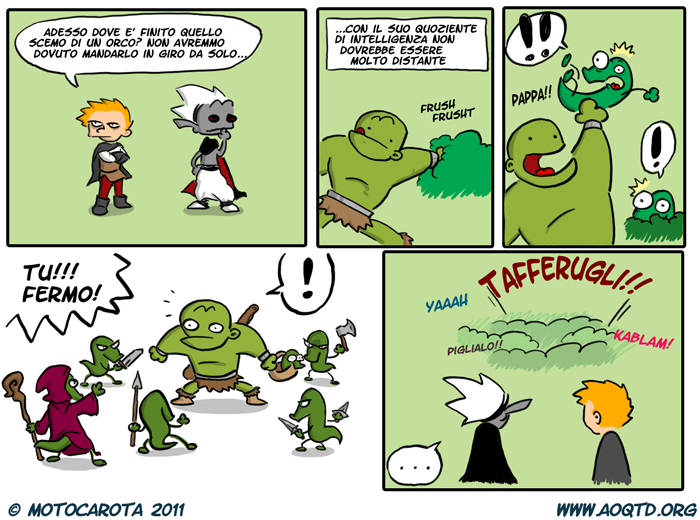 ADESSO DOVE E' FINITO QUELLO
SCEMO DI UN ORCO? NON AVREMMO
DOVUTO MANDARLO IN GIRO DA SOLO...
...CON IL SUO QUOZIENTE
DI INTELLIGENZA NON
DOVREBBE ESSERE
MOLTO DISTANTE
FRUSH
FRUSHT
!!
PAPPA!!
!
TU!!!
FERMO!
!
TAFFERUGLI!!!
YAAAH
PIGLIALO!!
KABLAM!
...
© MOTOCAROTA 2011
WWW.AOQTD.ORG